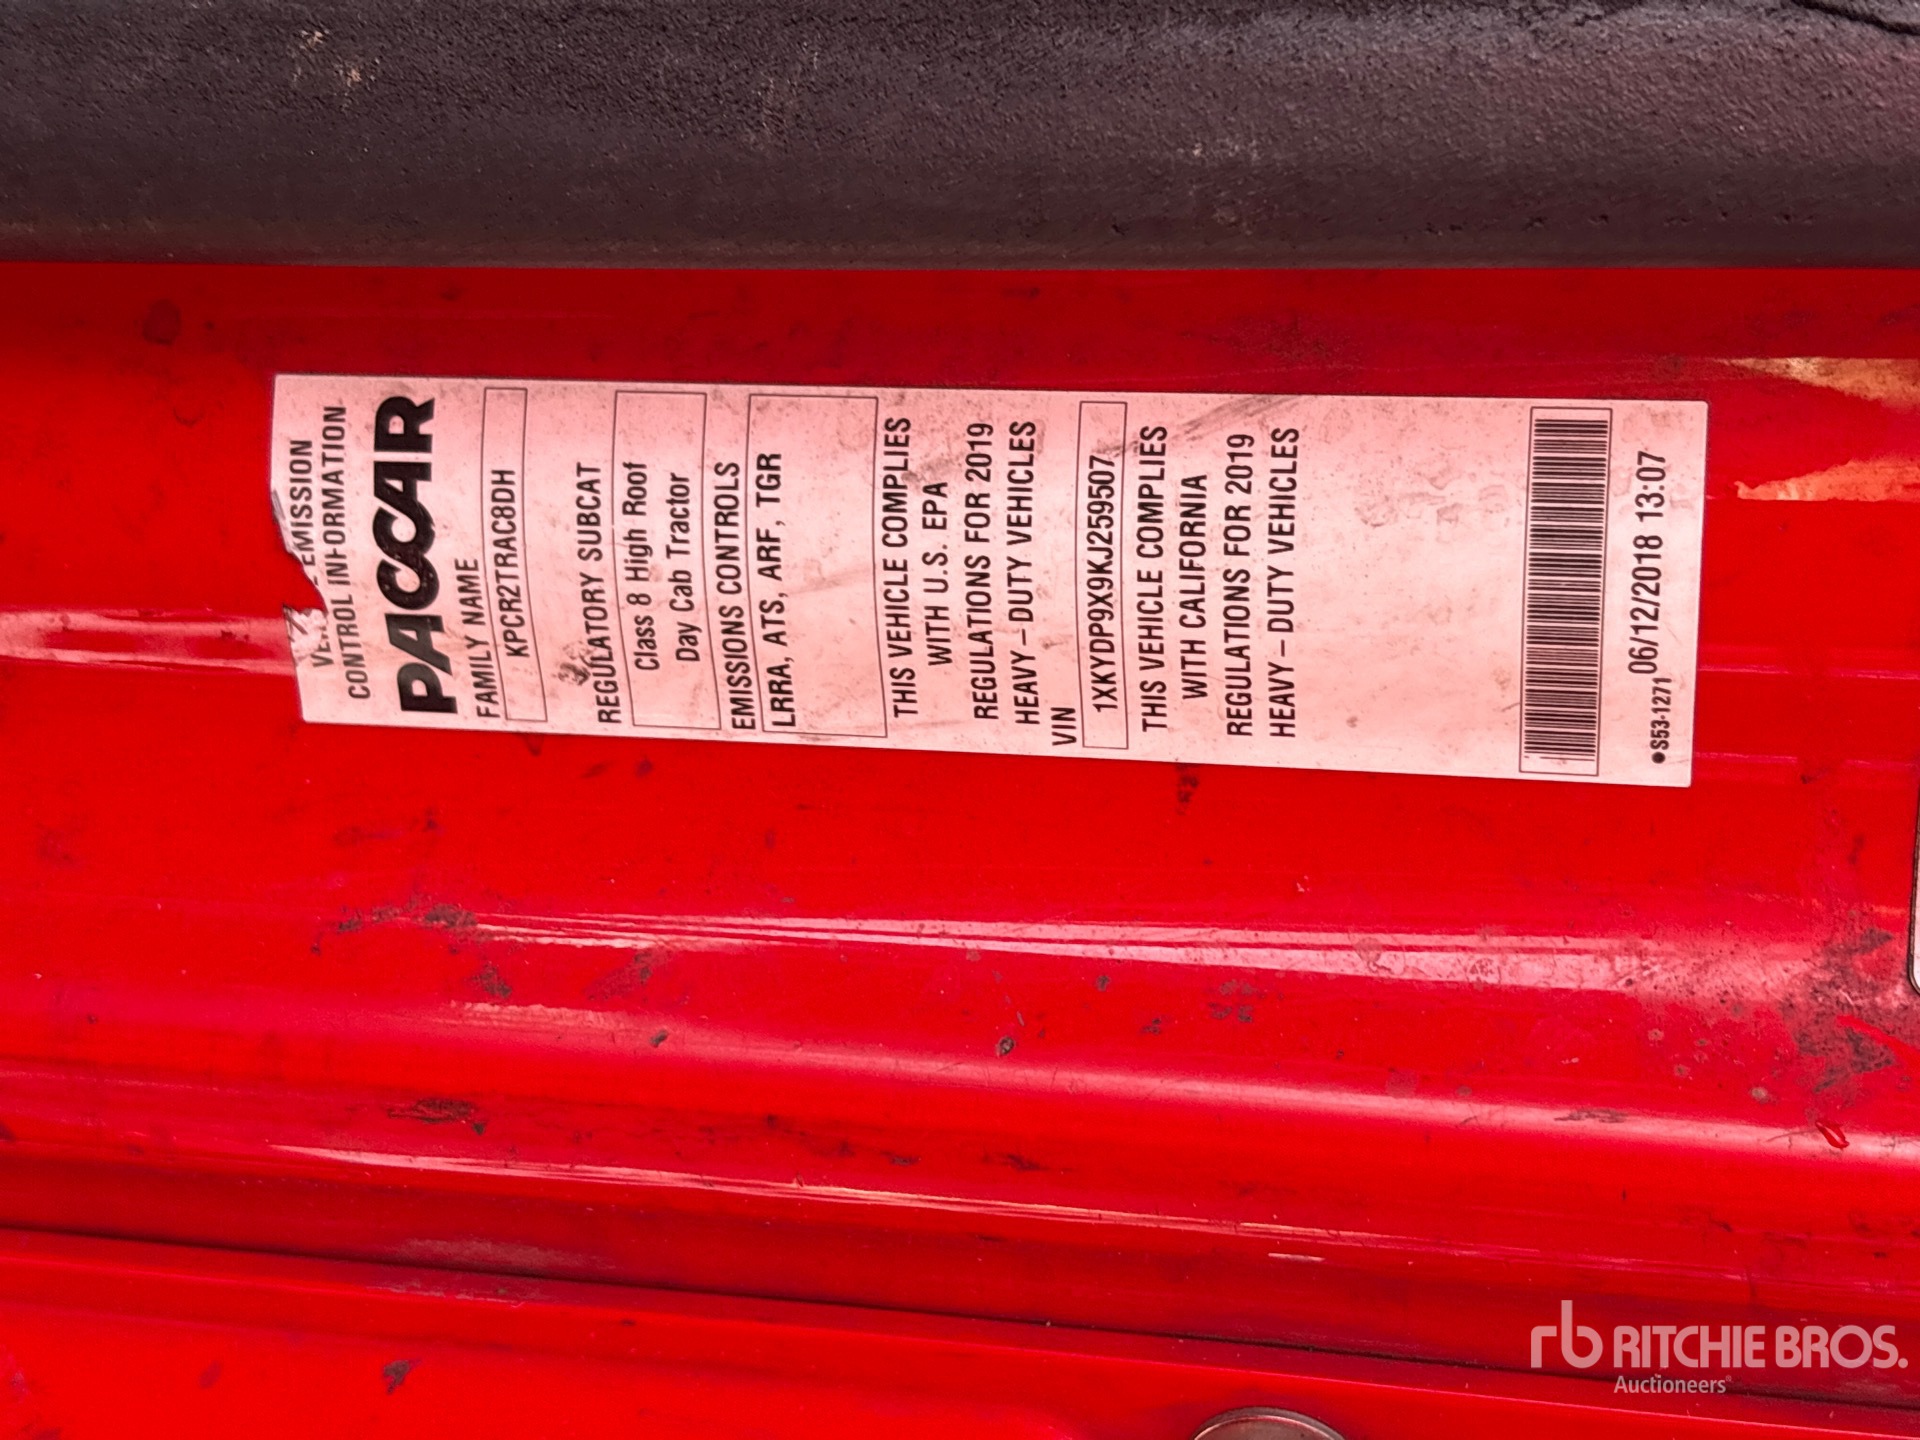 EMISSION
CONTROL INFORMATION
PACCAR
FAMILY NAME
KPCR2TRAC8DH
REGULATORY SUBCAT
Class 8 High Roof
Day Cab Tractor
EMISSIONS CONTROLS
LRRA, ATS, ARF, TGR
THIS VEHICLE COMPLIES
WITH U.S. EPA
REGULATIONS FOR 2019
HEAVY-DUTY VEHICLES
VIN
1XKYDP9X9KJ259507
THIS VEHICLE COMPLIES
WITH CALIFORNIA
REGULATIONS FOR 2019
HEAVY-DUTY VEHICLES
•S53-1271 06/12/2018 13:07
rb RITCHIE BROS.
Auctioneers